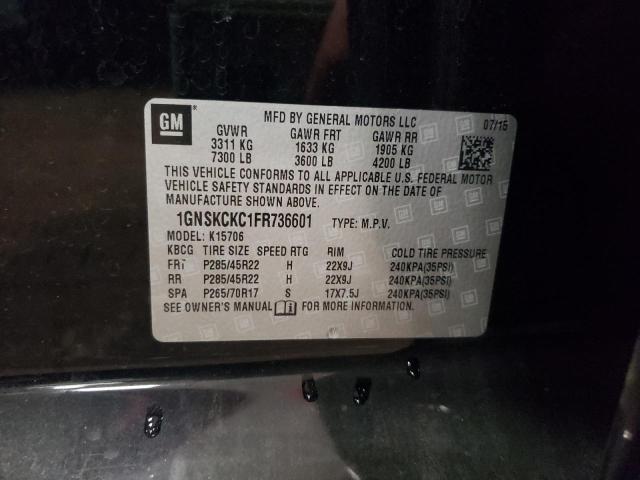 GM
MFD BY GENERAL MOTORS LLC 07/15
GVWR GAWR FRT GAWR RR
3311 KG 1633 KG 1905 KG
7300 LB 3600 LB 4200 LB
THIS VEHICLE CONFORMS TO ALL APPLICABLE U.S. FEDERAL MOTOR
VEHICLE SAFETY STANDARDS IN EFFECT ON THE DATE OF
MANUFACTURE SHOWN ABOVE.
1GNSKCKC1FR736601 TYPE: M.P.V.
MODEL: K15706
KBCG TIRE SIZE SPEED RTG RIM COLD TIRE PRESSURE
FRT P285/45R22 H 22X9J 240KPA(35PSI)
RR P285/45R22 H 22X9J 240KPA(35PSI)
SPA P265/70R17 S 17X7.5J 240KPA(35PSI)
SEE OWNER'S MANUAL FOR MORE INFORMATION.